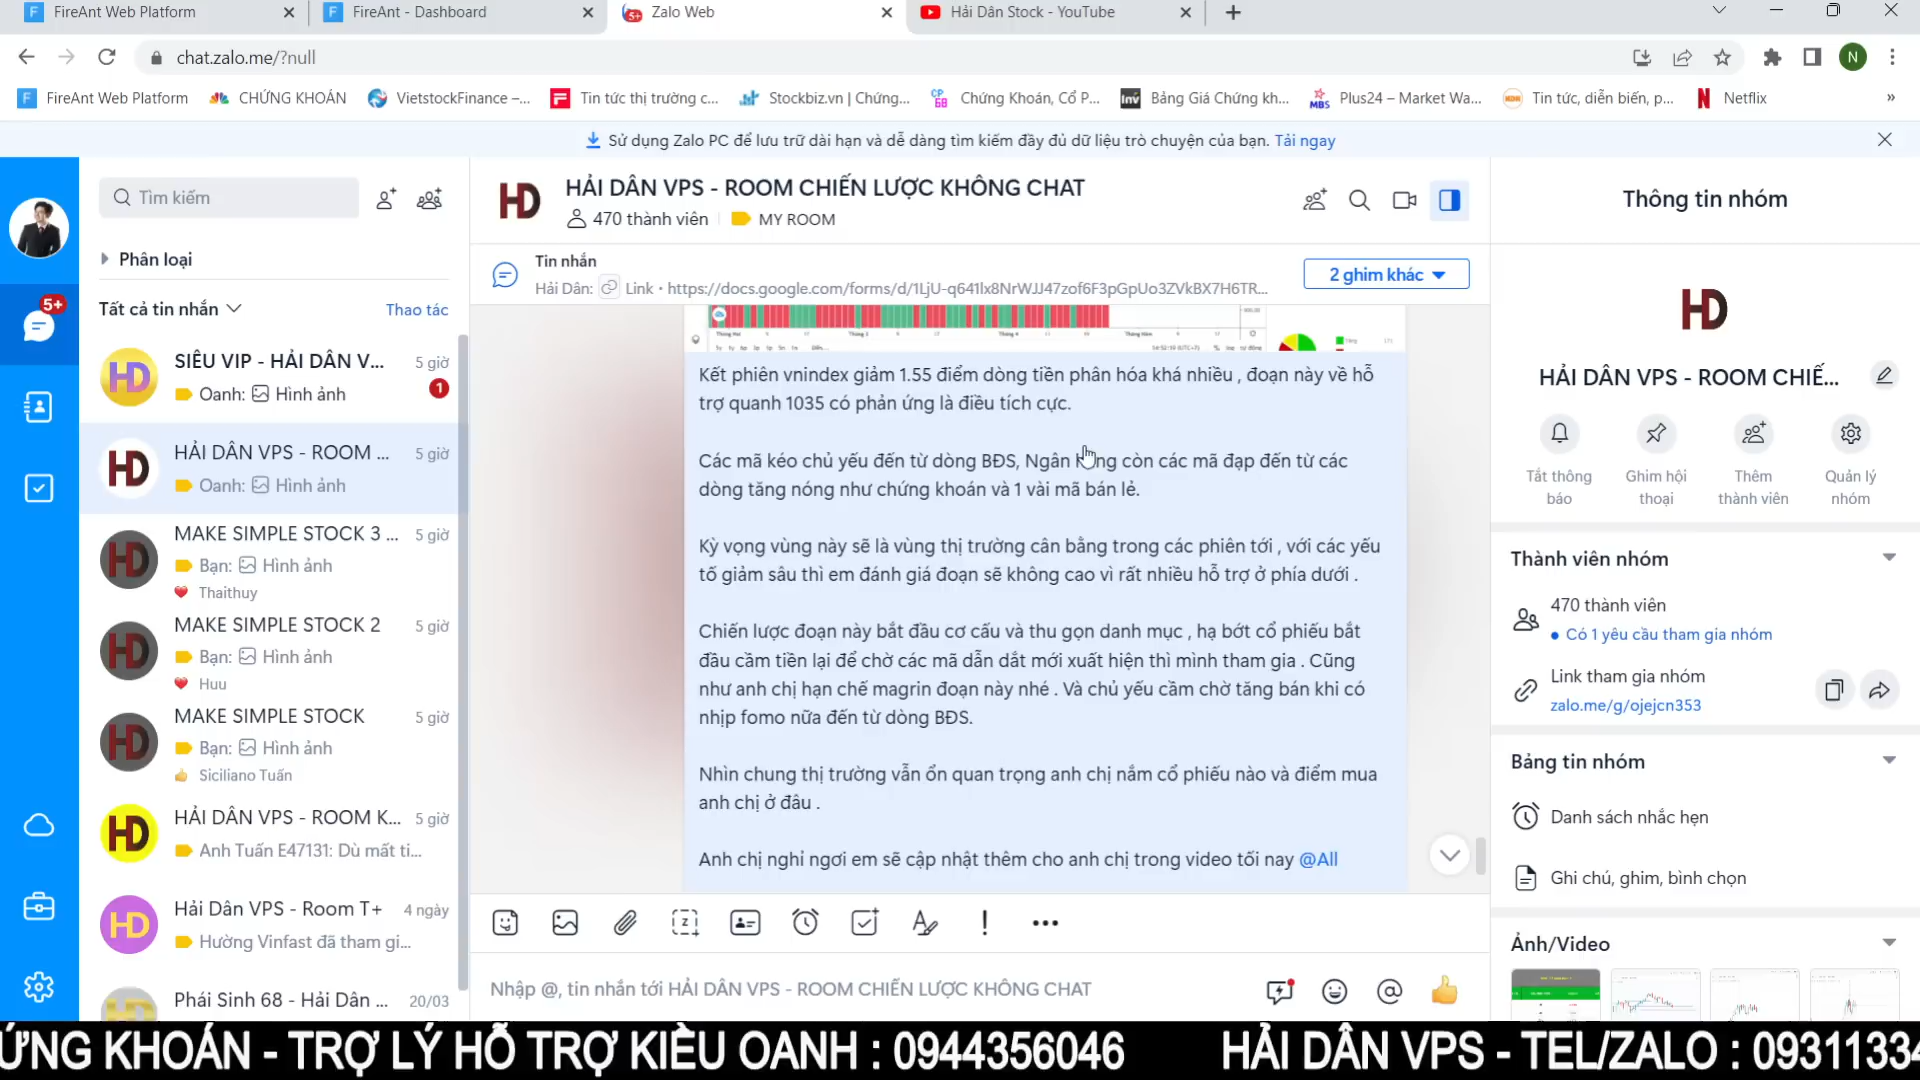 FireAnt Web Platform
FireAnt - Dashboard
5+ Zalo Web
Hải Dân Stock - YouTube
chat.zalo.me/?null
N
FireAnt Web Platform
CHỨNG KHOÁN
VietstockFinance –...
Tin tức thị trường c...
Stockbiz.vn | Chứng...
CP 68 Chứng Khoán, Cổ P...
Inv Bảng Giá Chứng kh...
MBS Plus24 – Market Wa...
Tin tức, diễn biến, p...
Netflix
»
Sử dụng Zalo PC để lưu trữ dài hạn và dễ dàng tìm kiếm đầy đủ dữ liệu trò chuyện của bạn. Tải ngay
5+
Tìm kiếm
Phân loại
Tất cả tin nhắn
Thao tác
HD
SIÊU VIP - HẢI DÂN V...
5 giờ
Oanh: Hình ảnh
1
HD
HẢI DÂN VPS - ROOM ...
5 giờ
Oanh: Hình ảnh
HD
MAKE SIMPLE STOCK 3 ...
5 giờ
Bạn: Hình ảnh
Thaithuy
HD
MAKE SIMPLE STOCK 2
5 giờ
Bạn: Hình ảnh
Huu
HD
MAKE SIMPLE STOCK
5 giờ
Bạn: Hình ảnh
Siciliano Tuấn
HD
HẢI DÂN VPS - ROOM K...
5 giờ
Anh Tuấn E47131: Dù mất ti...
HD
Hải Dân VPS - Room T+
4 ngày
Hường Vinfast đã tham gi...
Phái Sinh 68 - Hải Dân ...
20/03
HD
HẢI DÂN VPS - ROOM CHIẾN LƯỢC KHÔNG CHAT
470 thành viên
MY ROOM
Tin nhắn
Hải Dân: Link • https://docs.google.com/forms/d/1LjU-q641lx8NrWJJ47zof6F3pGpUo3ZVkBX7H6TR...
2 ghim khác
Kết phiên vnindex giảm 1.55 điểm dòng tiền phân hóa khá nhiều , đoạn này về hỗ
trợ quanh 1035 có phản ứng là điều tích cực.
Các mã kéo chủ yếu đến từ dòng BĐS, Ngân hàng còn các mã đạp đến từ các
dòng tăng nóng như chứng khoán và 1 vài mã bán lẻ.
Kỳ vọng vùng này sẽ là vùng thị trường cân bằng trong các phiên tới , với các yếu
tố giảm sâu thì em đánh giá đoạn sẽ không cao vì rất nhiều hỗ trợ ở phía dưới .
Chiến lược đoạn này bắt đầu cơ cấu và thu gọn danh mục , hạ bớt cổ phiếu bắt
đầu cầm tiền lại để chờ các mã dẫn dắt mới xuất hiện thì mình tham gia . Cũng
như anh chị hạn chế magrin đoạn này nhé . Và chủ yếu cầm chờ tăng bán khi có
nhịp fomo nữa đến từ dòng BĐS.
Nhìn chung thị trường vẫn ổn quan trọng anh chị nắm cổ phiếu nào và điểm mua
anh chị ở đâu .
Anh chị nghỉ ngơi em sẽ cập nhật thêm cho anh chị trong video tối nay @All
Nhập @, tin nhắn tới HẢI DÂN VPS - ROOM CHIẾN LƯỢC KHÔNG CHAT
Thông tin nhóm
HD
HẢI DÂN VPS - ROOM CHIẾ...
Tắt thông báo
Ghim hội thoại
Thêm thành viên
Quản lý nhóm
Thành viên nhóm
470 thành viên
• Có 1 yêu cầu tham gia nhóm
Link tham gia nhóm
zalo.me/g/ojejcn353
Bảng tin nhóm
Danh sách nhắc hẹn
Ghi chú, ghim, bình chọn
Ảnh/Video
ỨNG KHOÁN - TRỢ LÝ HỖ TRỢ KIỀU OANH : 0944356046
HẢI DÂN VPS - TEL/ZALO : 09311334